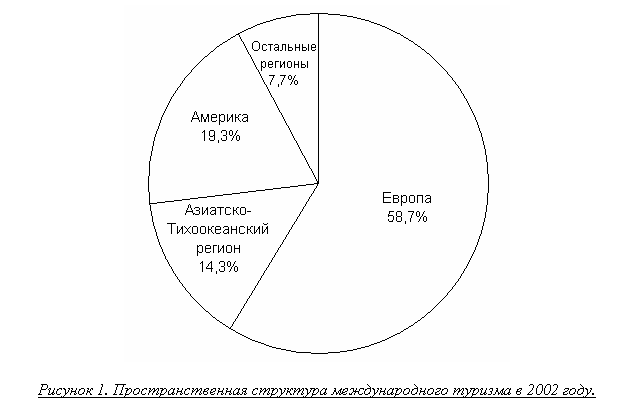 Остальные
регионы
7,7%
Америка
19,3%
Европа
58,7%
Азиатско-
Тихоокеанский
регион
14,3%
Рисунок 1. Пространственная структура международного туризма в 2002 году.